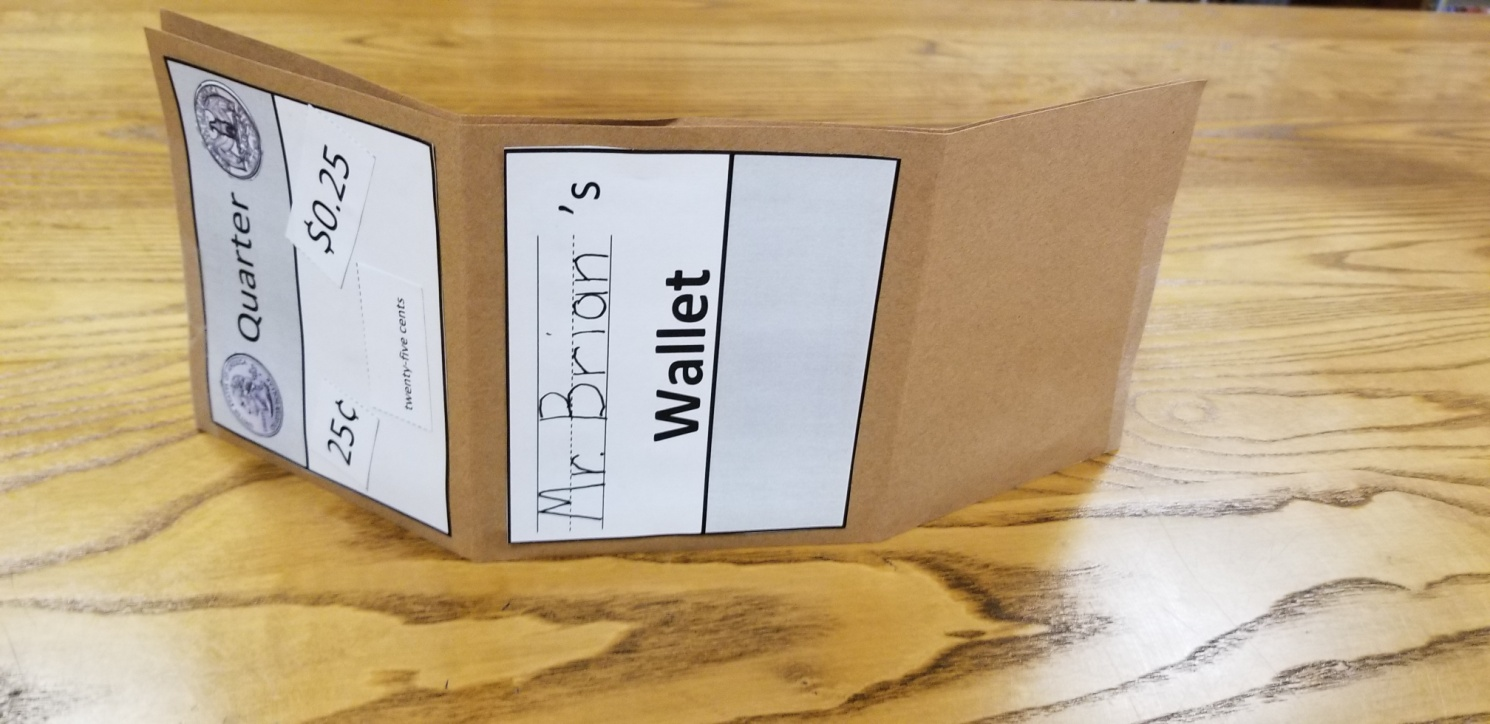 Quarter
$0.25
25¢
twenty-five cents
Mr. Brian's
Wallet